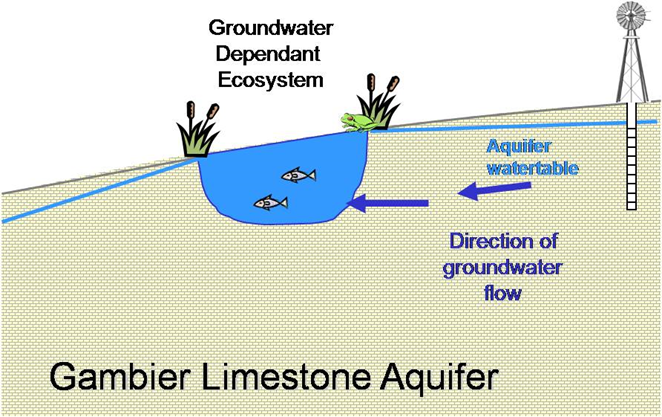 Groundwater
Dependant
Ecosystem
Aquifer
watertable
Direction of
groundwater
flow
Gambier Limestone Aquifer